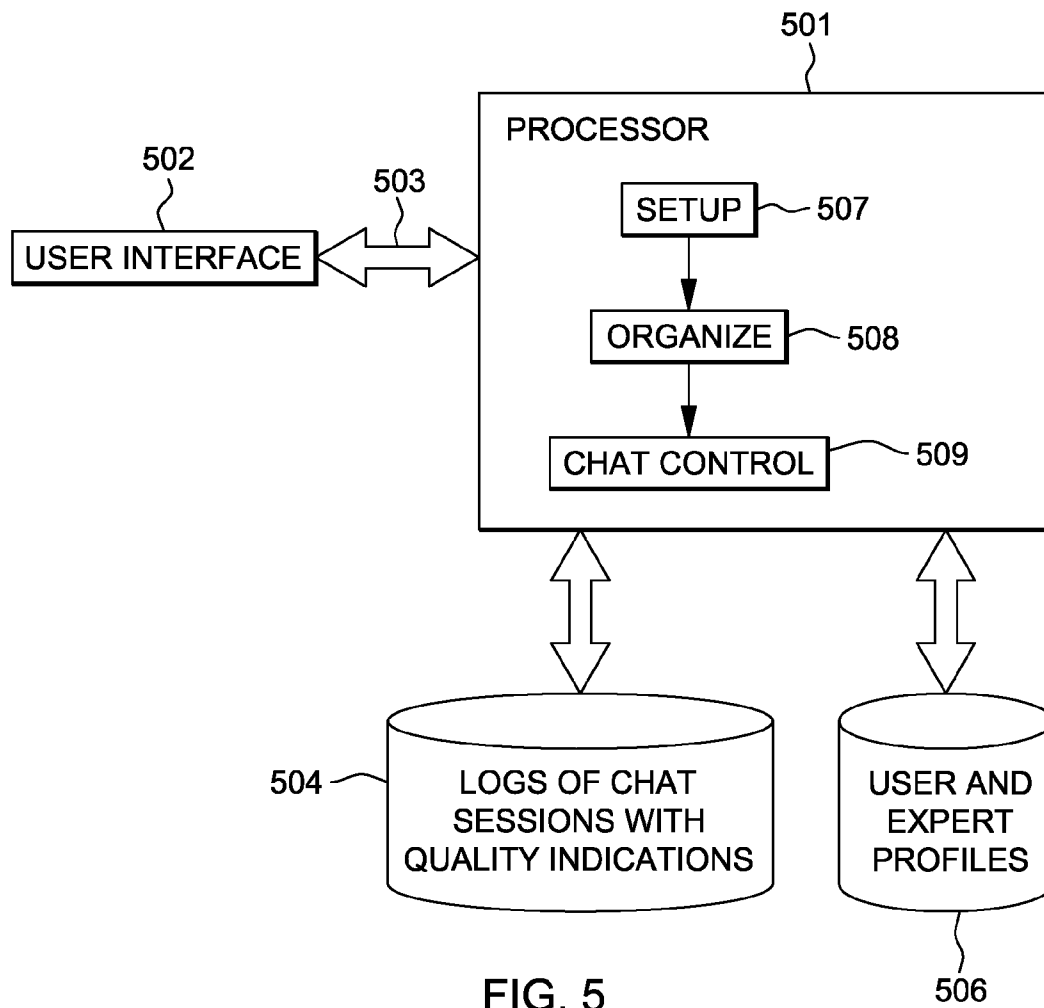 501
PROCESSOR
502
503
USER INTERFACE
SETUP
507
ORGANIZE
508
CHAT CONTROL
509
504
LOGS OF CHAT
SESSIONS WITH
QUALITY INDICATIONS
USER AND
EXPERT
PROFILES
506
FIG. 5